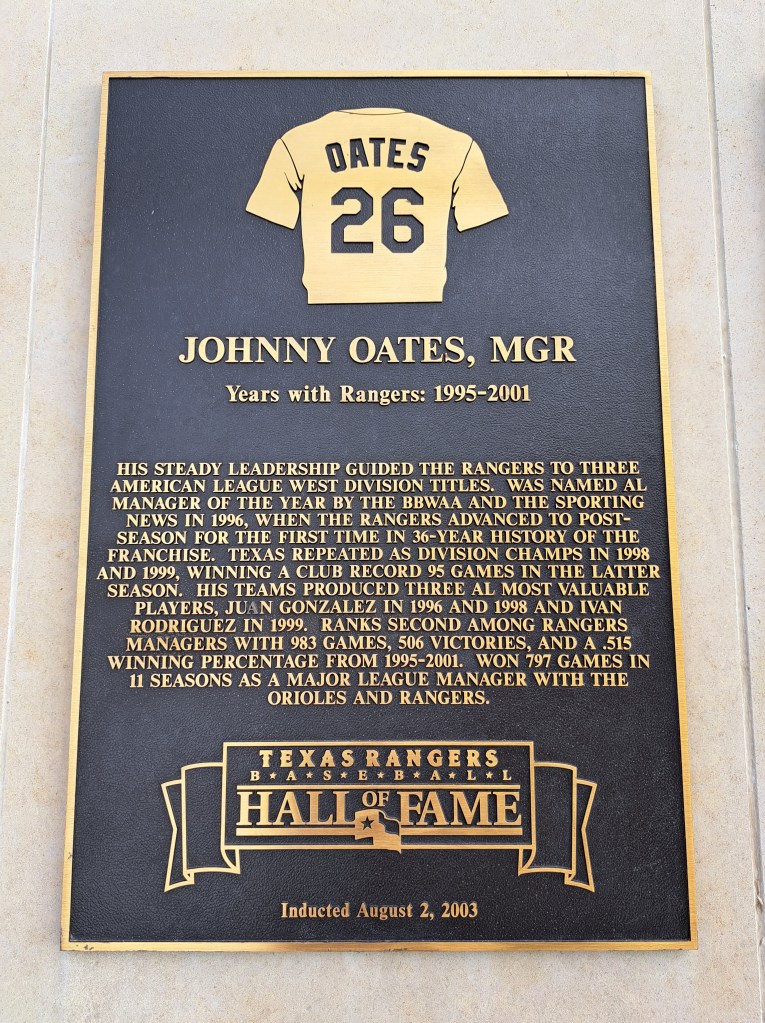 OATES
26
JOHNNY OATES, MGR
Years with Rangers: 1995-2001
HIS STEADY LEADERSHIP GUIDED THE RANGERS TO THREE
AMERICAN LEAGUE WEST DIVISION TITLES. WAS NAMED AL
MANAGER OF THE YEAR BY THE BBWAA AND THE SPORTING
NEWS IN 1996, WHEN THE RANGERS ADVANCED TO POST-
SEASON FOR THE FIRST TIME IN 36-YEAR HISTORY OF THE
FRANCHISE. TEXAS REPEATED AS DIVISION CHAMPS IN 1998
AND 1999, WINNING A CLUB RECORD 95 GAMES IN THE LATTER
SEASON. HIS TEAMS PRODUCED THREE AL MOST VALUABLE
PLAYERS, JUAN GONZALEZ IN 1996 AND 1998 AND IVAN
RODRIGUEZ IN 1999. RANKS SECOND AMONG RANGERS
MANAGERS WITH 983 GAMES, 506 VICTORIES, AND A .515
WINNING PERCENTAGE FROM 1995-2001. WON 797 GAMES IN
11 SEASONS AS A MAJOR LEAGUE MANAGER WITH THE
ORIOLES AND RANGERS.
TEXAS RANGERS
B★A★S★E★B★A★L★L
HALL OF FAME
Inducted August 2, 2003